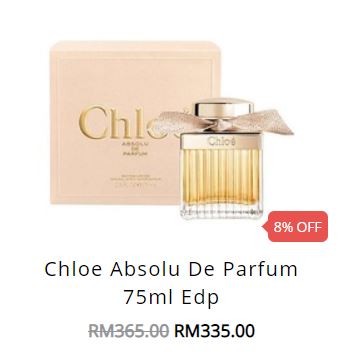 Chloé
ABSOLU
DE
PARFUM
Chloé
8% OFF
Chloe Absolu De Parfum
75ml Edp
RM365.00 RM335.00